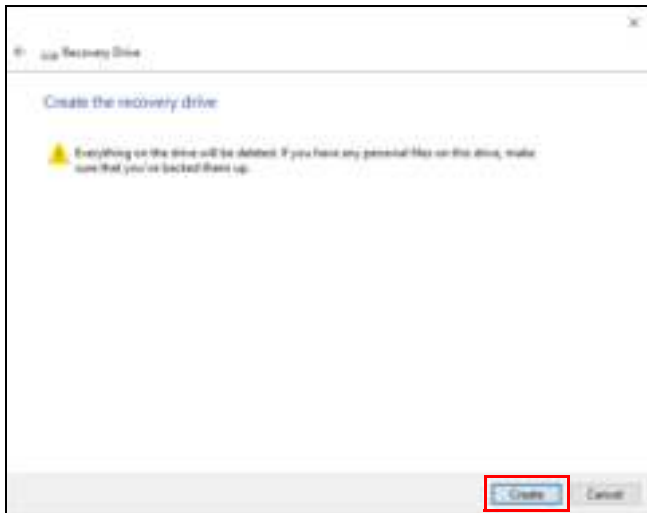 Recovery Drive
Create the recovery drive
Everything on the drive will be deleted. If you have any personal files on this drive, make
sure that you've backed them up.
Create Cancel